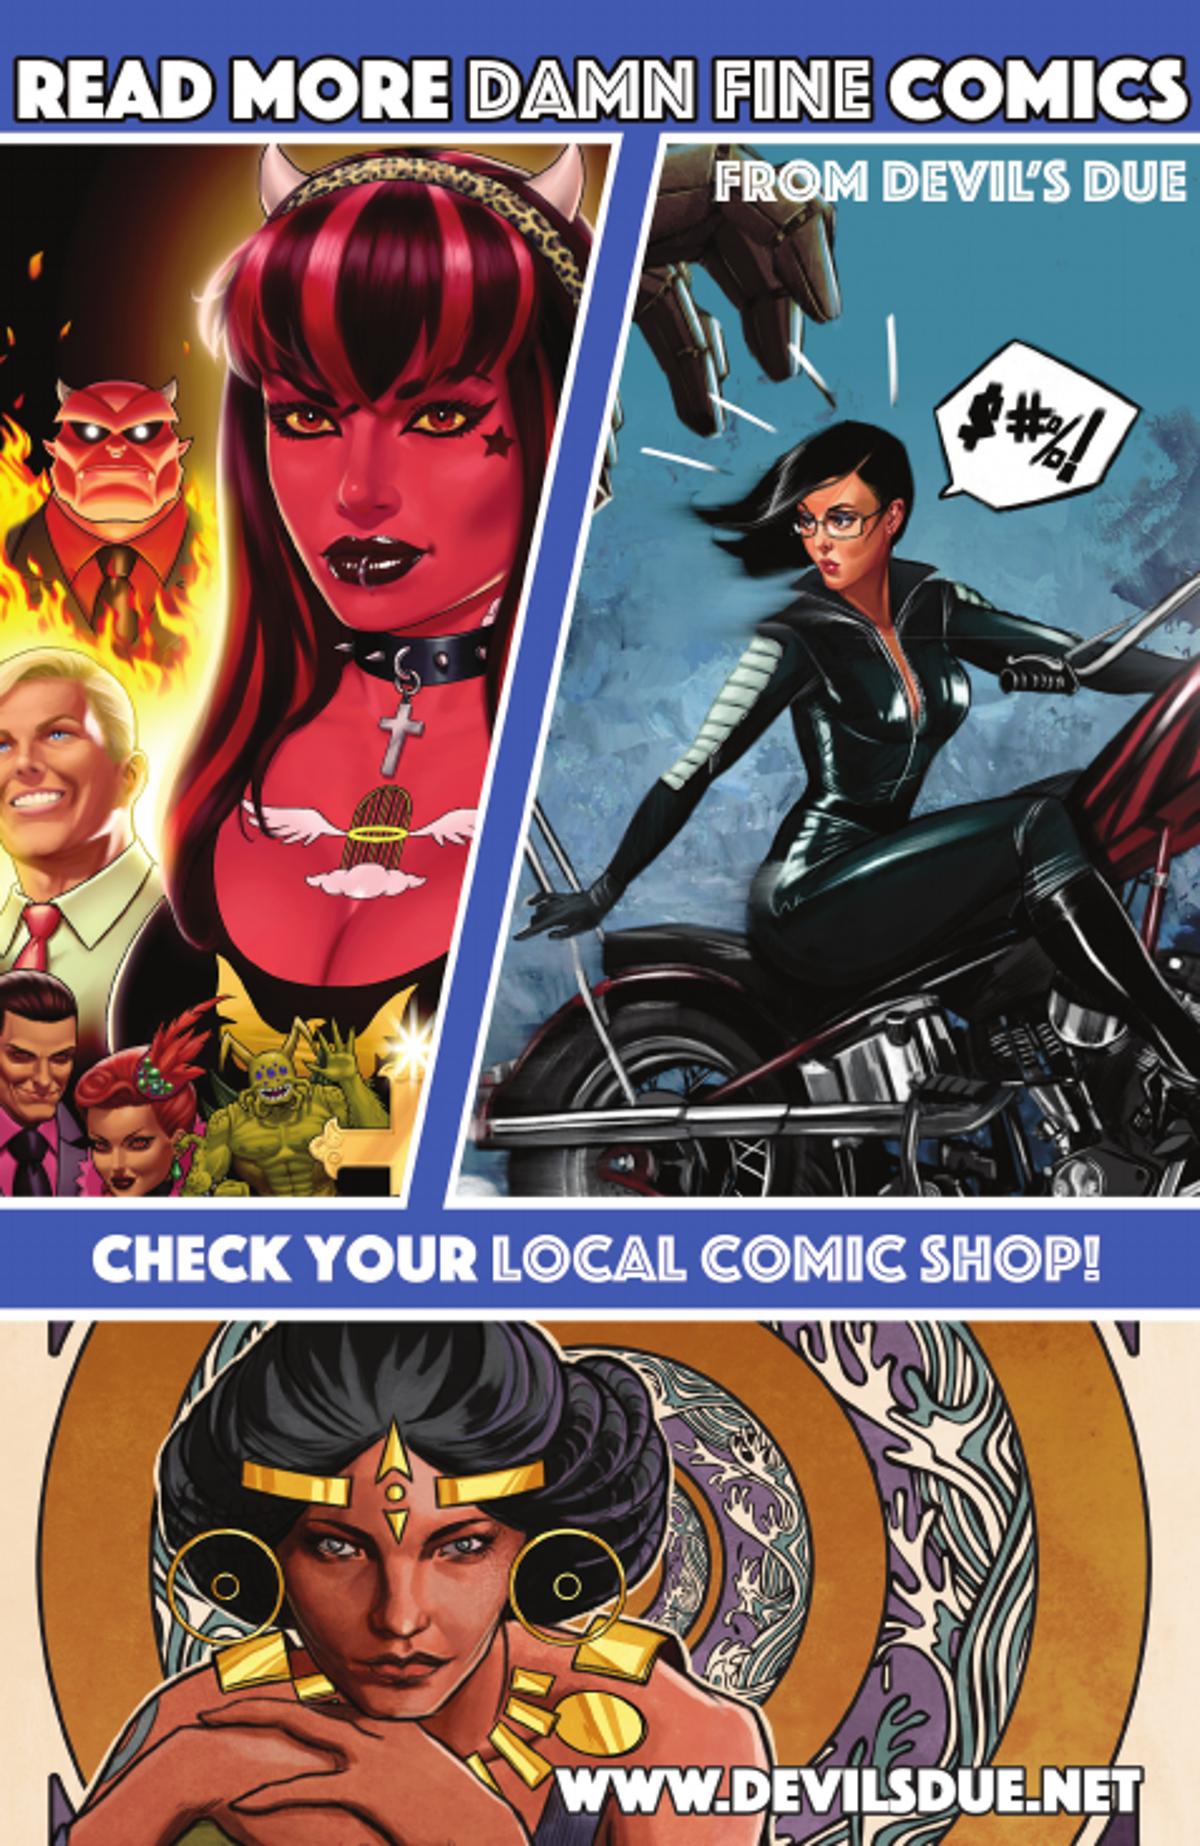 READ MORE DAMN FINE COMICS
FROM DEVIL'S DUE
$#%!
CHECK YOUR LOCAL COMIC SHOP!
WWW.DEVILSDUE.NET